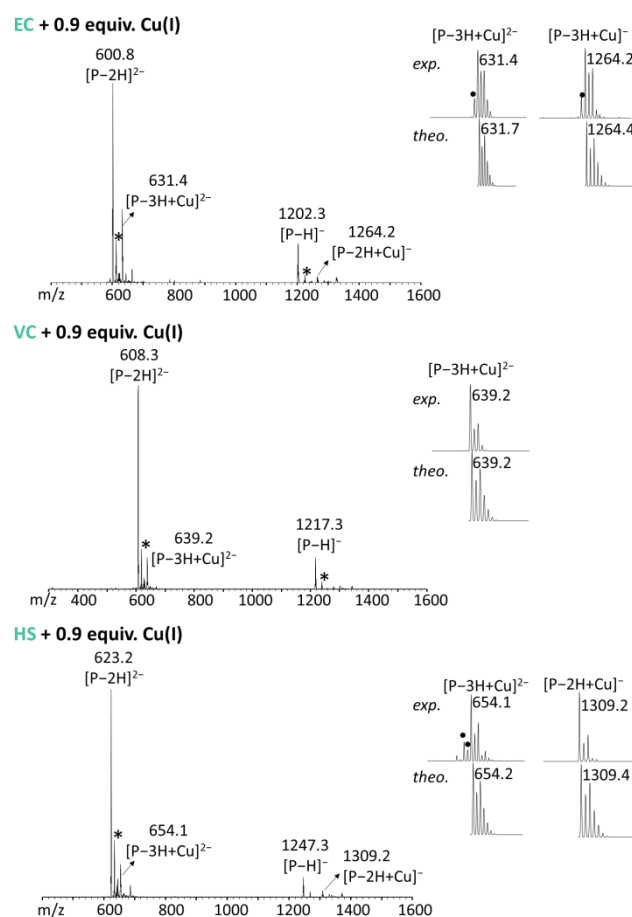 EC + 0.9 equiv. Cu(I)
600.8
[P−2H]²⁻
631.4
[P−3H+Cu]²⁻
*
1202.3
[P−H]⁻
*
1264.2
[P−2H+Cu]⁻
m/z 600 800 1000 1200 1400 1600
[P−3H+Cu]²⁻ [P−3H+Cu]⁻
exp. 631.4 1264.2
• •
theo. 631.7 1264.4
VC + 0.9 equiv. Cu(I)
608.3
[P−2H]²⁻
*
639.2
[P−3H+Cu]²⁻
1217.3
[P−H]⁻
*
m/z 400 600 800 1000 1200 1400 1600
[P−3H+Cu]²⁻
exp. 639.2
theo. 639.2
HS + 0.9 equiv. Cu(I)
623.2
[P−2H]²⁻
*
654.1
[P−3H+Cu]²⁻
1247.3
[P−H]⁻
1309.2
[P−2H+Cu]⁻
m/z 400 600 800 1000 1200 1400 1600
[P−3H+Cu]²⁻ [P−2H+Cu]⁻
exp. 654.1 1309.2
• •
theo. 654.2 1309.4